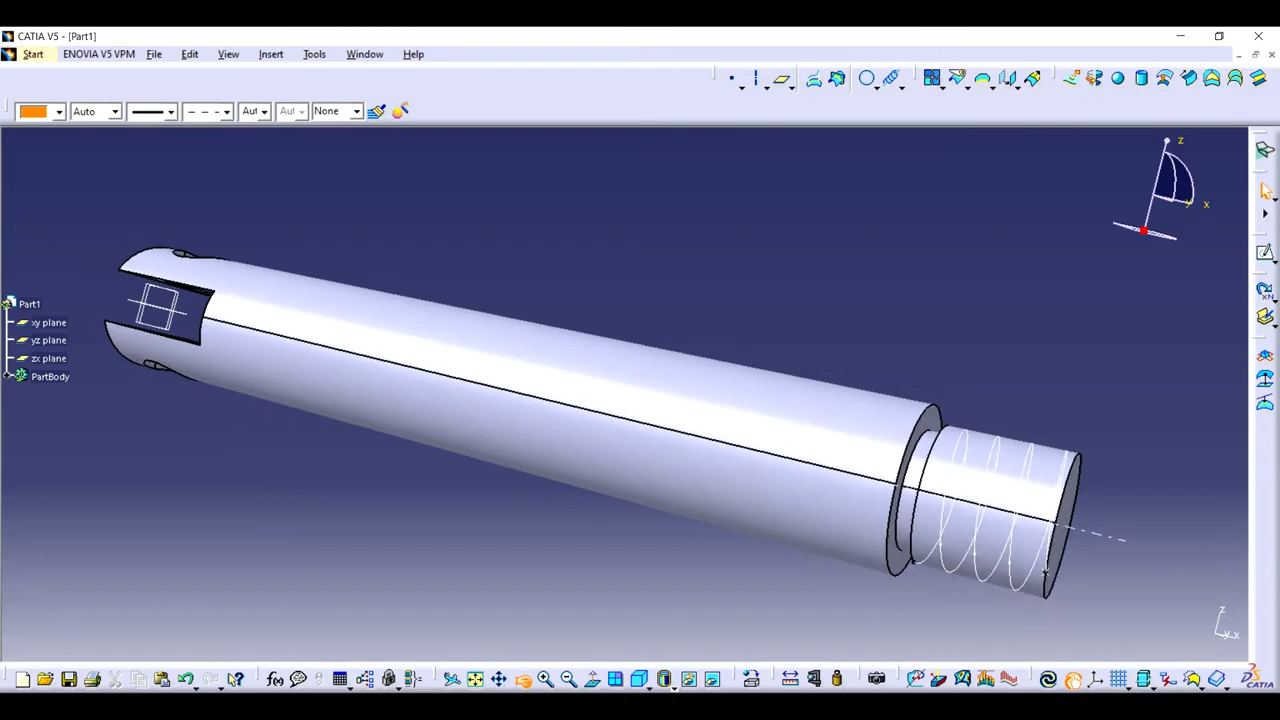 CATIA V5 - [Part1]
Start ENOVIA V5 VPM File Edit View Insert Tools Window Help
Auto Aut Aut None
z
y x
Part1
xy plane
yz plane
zx plane
PartBody
z
y x
f(x)
CATIA